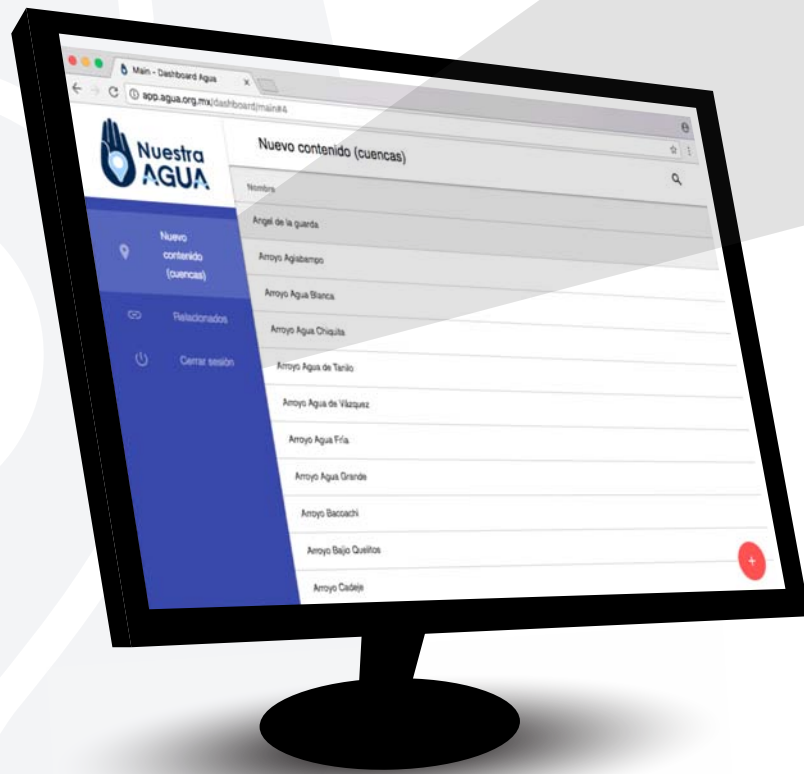 Main - Dashboard Agua
app.agua.org.mx/dashboard/main#4
Nuestra
AGUA
Nuevo contenido (cuencas)
Nuevo
contenido
(cuencas)
Relacionados
Cerrar sesión
Nombre
Angel de la guarda
Arroyo Agiabampo
Arroyo Agua Blanca
Arroyo Agua Chiquita
Arroyo Agua de Tanilo
Arroyo Agua de Vázquez
Arroyo Agua Fría
Arroyo Agua Grande
Arroyo Bacoachi
Arroyo Bajio Quelitos
Arroyo Cadeje